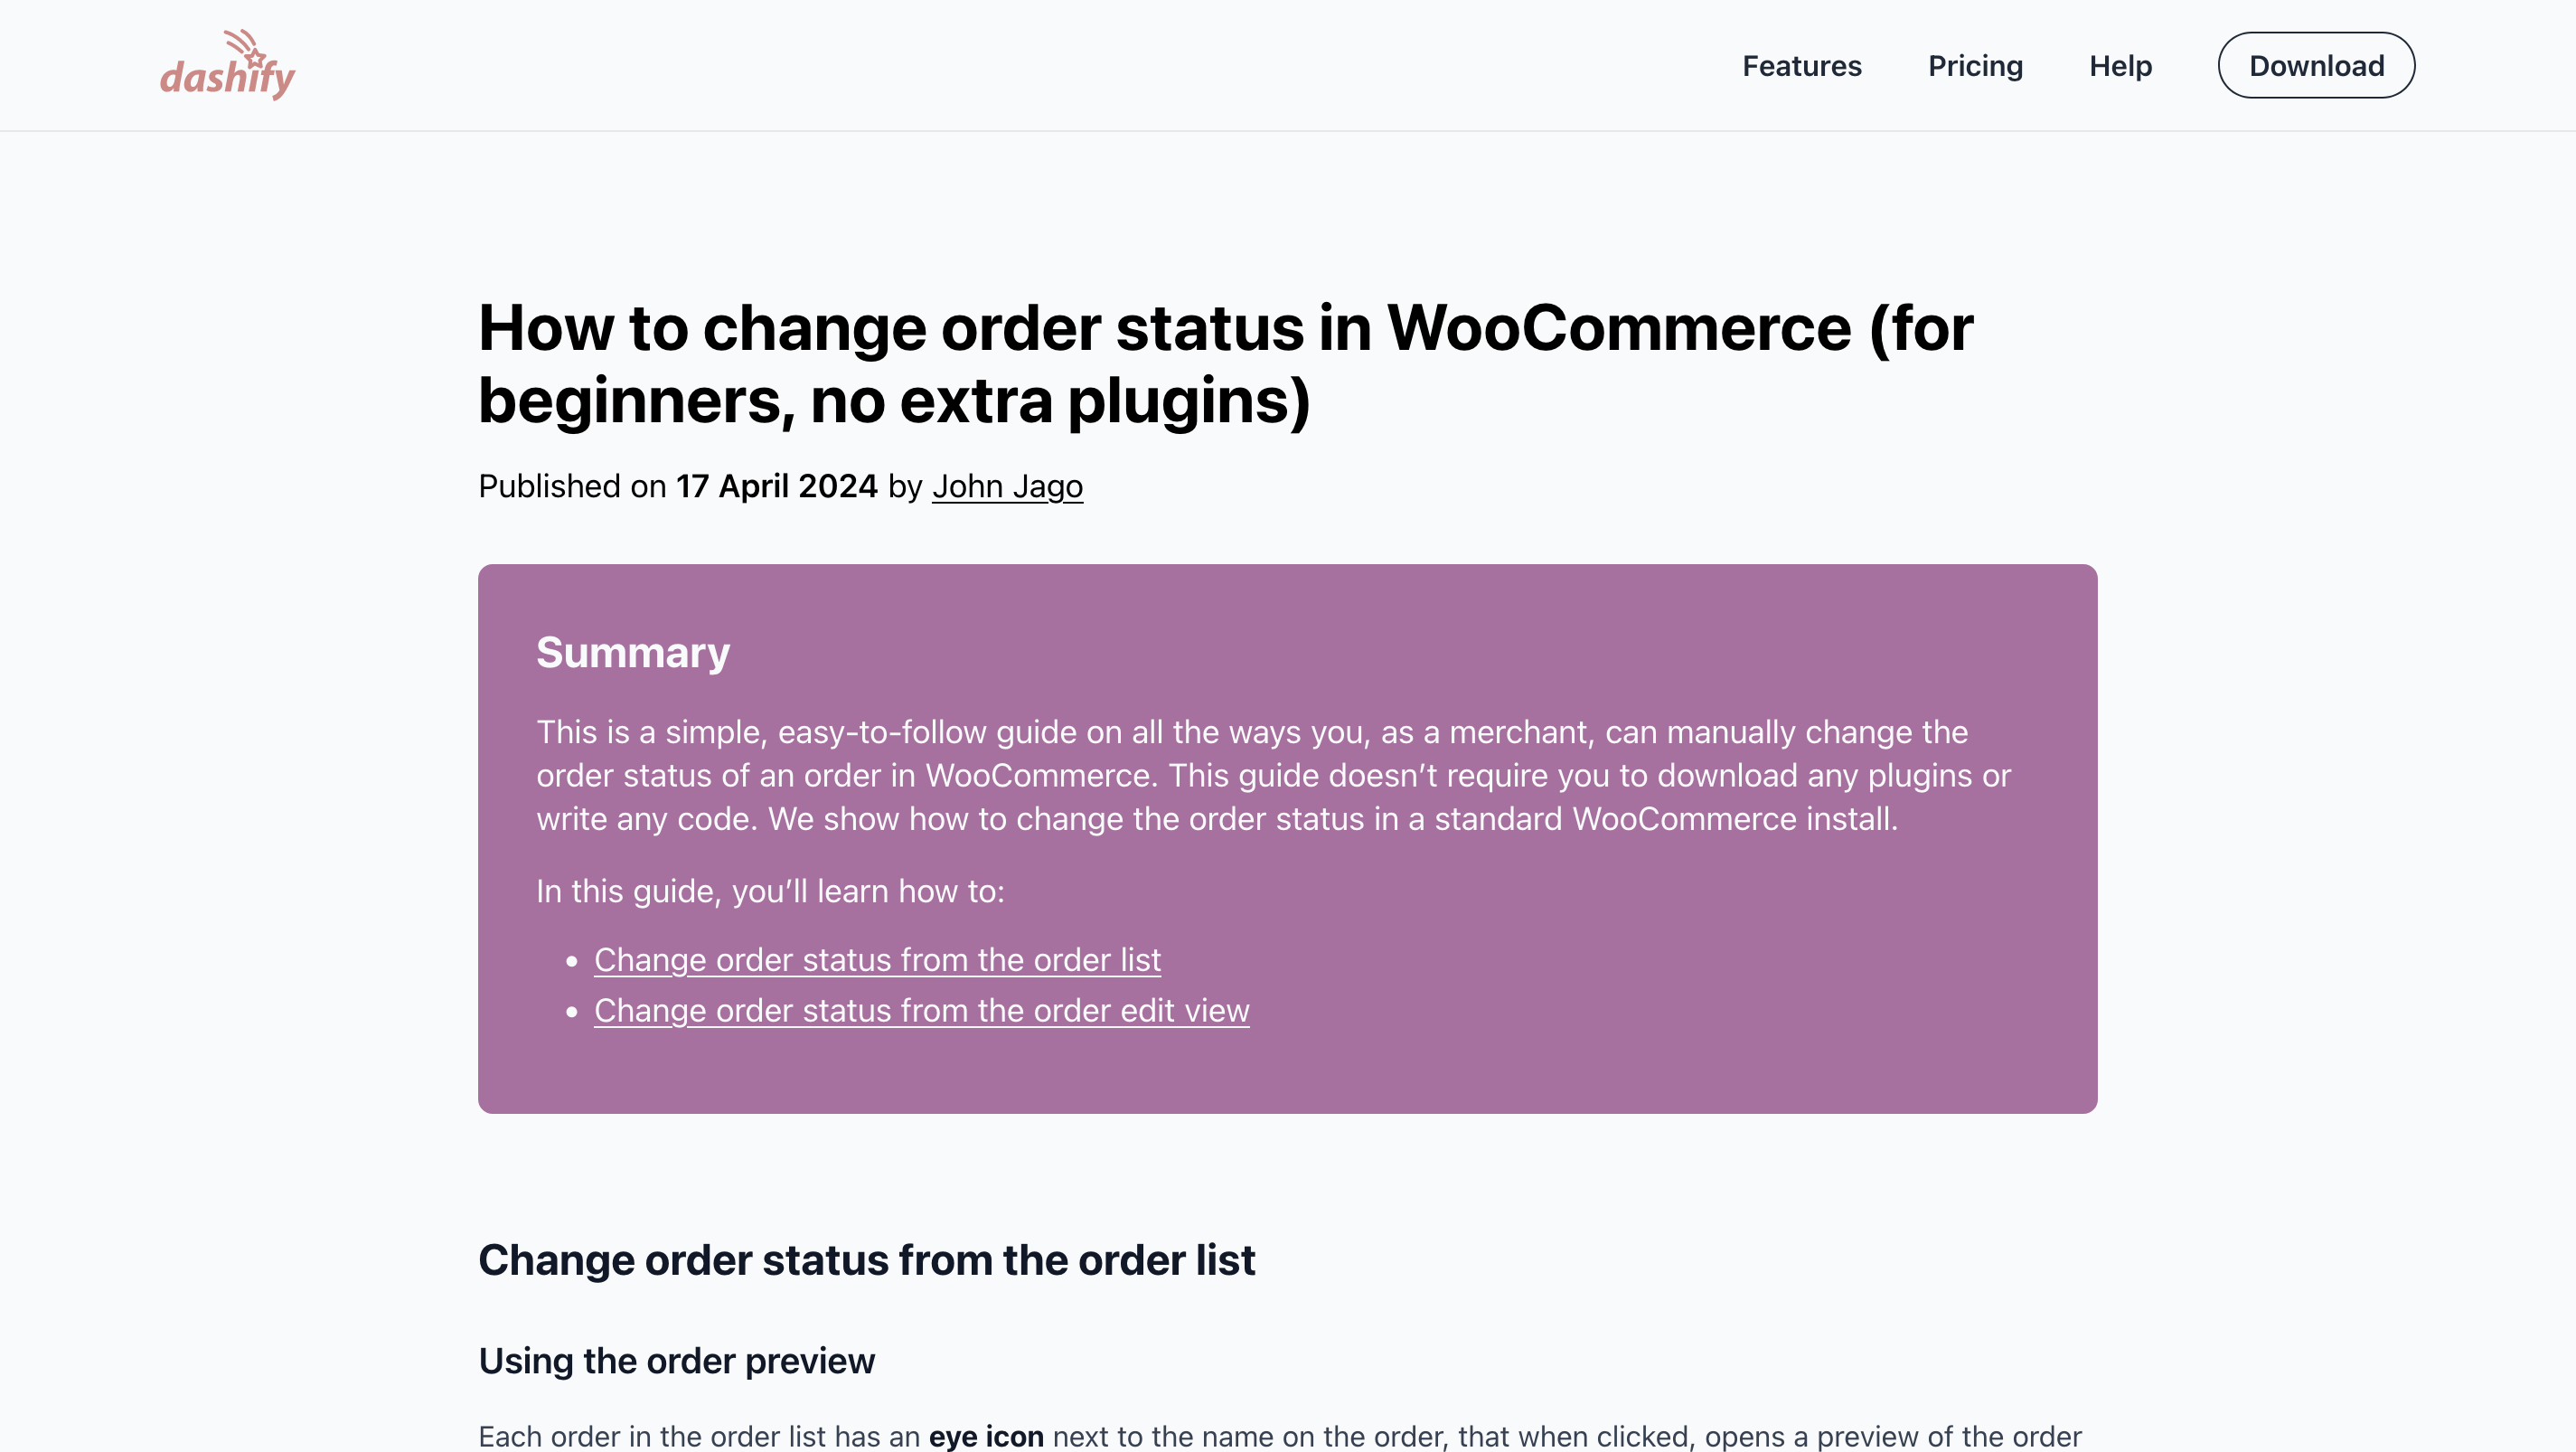 dashify
Features
Pricing
Help
Download
How to change order status in WooCommerce (for
beginners, no extra plugins)
Published on 17 April 2024 by John Jago
Summary
This is a simple, easy-to-follow guide on all the ways you, as a merchant, can manually change the
order status of an order in WooCommerce. This guide doesn’t require you to download any plugins or
write any code. We show how to change the order status in a standard WooCommerce install.
In this guide, you’ll learn how to:
• Change order status from the order list
• Change order status from the order edit view
Change order status from the order list
Using the order preview
Each order in the order list has an eye icon next to the name on the order, that when clicked, opens a preview of the order